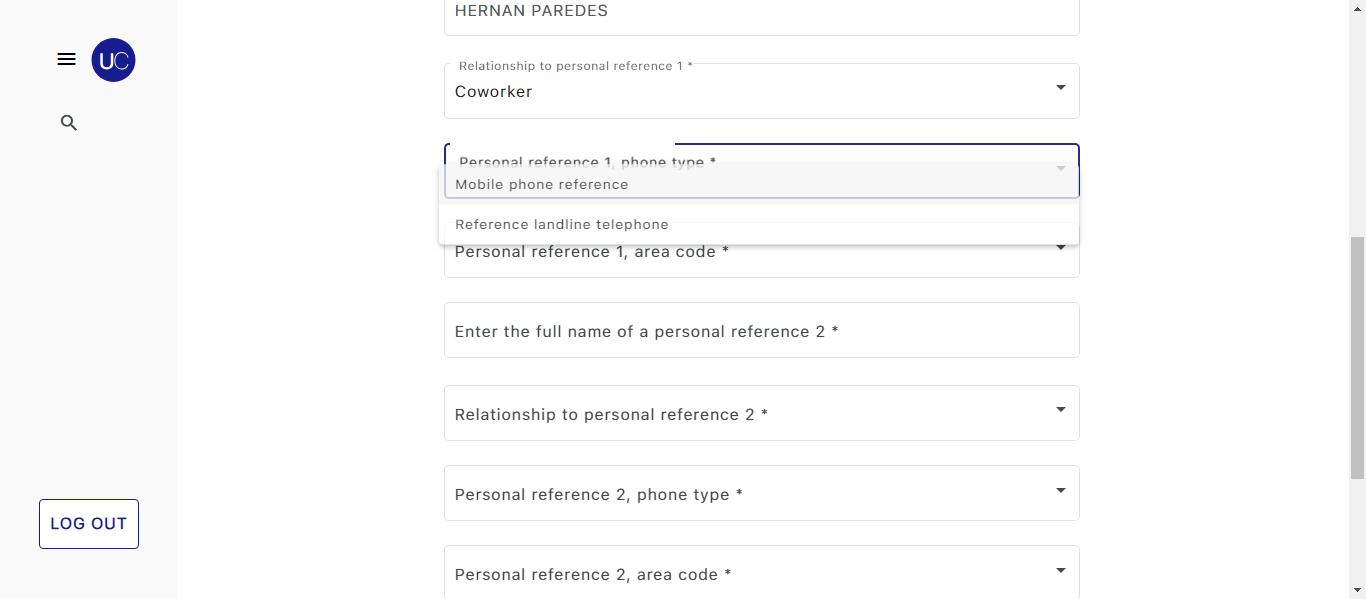 HERNAN PAREDES
UC
Relationship to personal reference 1 *
Coworker
Personal reference 1, phone type *
Mobile phone reference
Reference landline telephone
Personal reference 1, area code *
Enter the full name of a personal reference 2 *
Relationship to personal reference 2 *
Personal reference 2, phone type *
LOG OUT
Personal reference 2, area code *